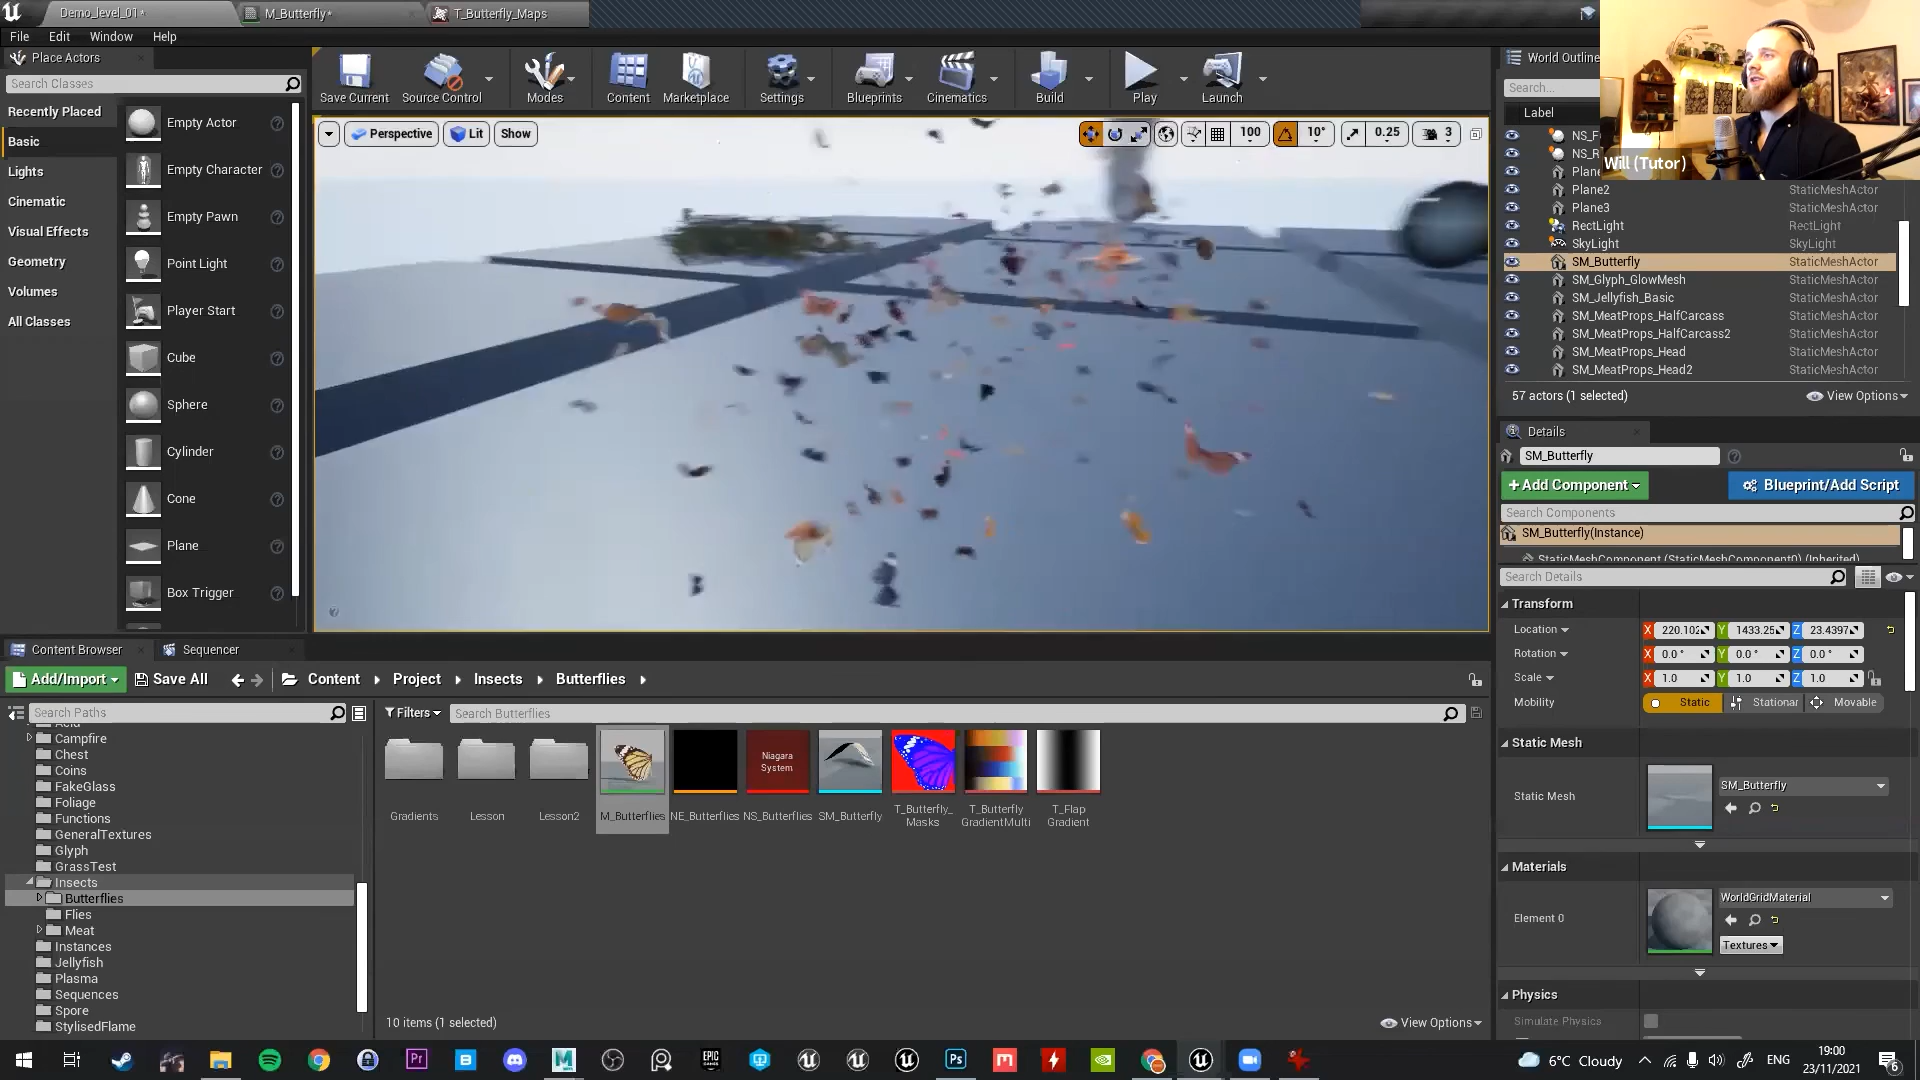 Demo_level_01*
M_Butterfly*
T_Butterfly_Maps
File Edit Window Help
Place Actors
Search Classes
Recently Placed
Basic
Lights
Cinematic
Visual Effects
Geometry
Volumes
All Classes
Empty Actor
Empty Character
Empty Pawn
Point Light
Player Start
Cube
Sphere
Cylinder
Cone
Plane
Box Trigger
Save Current
Source Control
Modes
Content
Marketplace
Settings
Blueprints
Cinematics
Build
Play
Launch
Perspective Lit Show
100 10° 0.25 3
World Outline
Search...
Label
Will (Tutor)
NS_F
NS_R
Plane
Plane2 StaticMeshActor
Plane3 StaticMeshActor
RectLight RectLight
SkyLight SkyLight
SM_Butterfly StaticMeshActor
SM_Glyph_GlowMesh StaticMeshActor
SM_Jellyfish_Basic StaticMeshActor
SM_MeatProps_HalfCarcass StaticMeshActor
SM_MeatProps_HalfCarcass2 StaticMeshActor
SM_MeatProps_Head StaticMeshActor
SM_MeatProps_Head2 StaticMeshActor
57 actors (1 selected) View Options
Details
SM_Butterfly
+Add Component Blueprint/Add Script
Search Components
SM_Butterfly(Instance)
StaticMeshComponent (StaticMeshComponent0) (Inherited)
Search Details
Transform
Location X 220.102 Y 1433.25 Z 23.4397
Rotation X 0.0 ° Y 0.0 ° Z 0.0 °
Scale X 1.0 Y 1.0 Z 1.0
Mobility Static Stationar Movable
Static Mesh
Static Mesh SM_Butterfly
Materials
Element 0 WorldGridMaterial
Textures
Physics
Simulate Physics
Content Browser Sequencer
Add/Import Save All Content Project Insects Butterflies
Search Paths
Filters Search Butterflies
Campfire
Chest
Coins
FakeGlass
Foliage
Functions
GeneralTextures
Glyph
GrassTest
Insects
Butterflies
Flies
Meat
Instances
Jellyfish
Plasma
Sequences
Spore
StylisedFlame
Niagara
System
Gradients Lesson Lesson2 M_Butterflies NE_Butterflies NS_Butterflies SM_Butterfly
T_Butterfly_
Masks
T_Butterfly
GradientMulti
T_Flap
Gradient
10 items (1 selected) View Options
Pr
Ps
EPIC
6°C Cloudy
ENG
19:00
23/11/2021
6